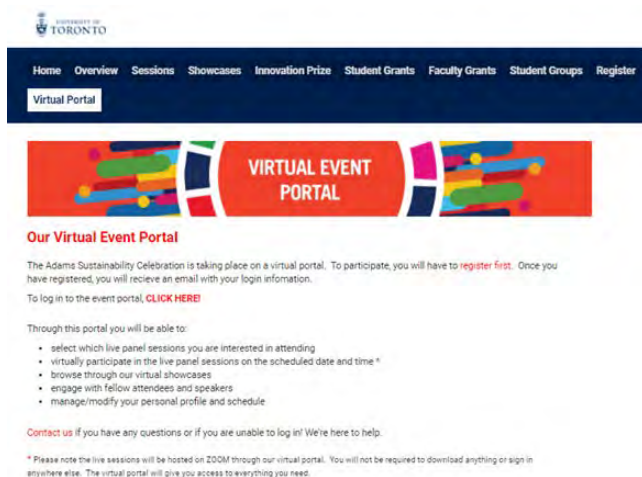 UNIVERSITY OF
TORONTO
Home Overview Sessions Showcases Innovation Prize Student Grants Faculty Grants Student Groups Register
Virtual Portal
VIRTUAL EVENT
PORTAL
Our Virtual Event Portal
The Adams Sustainability Celebration is taking place on a virtual portal. To participate, you will have to register first. Once you
have registered, you will recieve an email with your login infomation.
To log in to the event portal, CLICK HERE!
Through this portal you will be able to:
• select which live panel sessions you are interested in attending
• virtually participate in the live panel sessions on the scheduled date and time *
• browse through our virtual showcases
• engage with fellow attendees and speakers
• manage/modify your personal profile and schedule
Contact us if you have any questions or if you are unable to log in! We're here to help.
* Please note the live sessions will be hosted on ZOOM through our virtual portal. You will not be required to download anything or sign in
anywhere else. The virtual portal will give you access to everything you need.